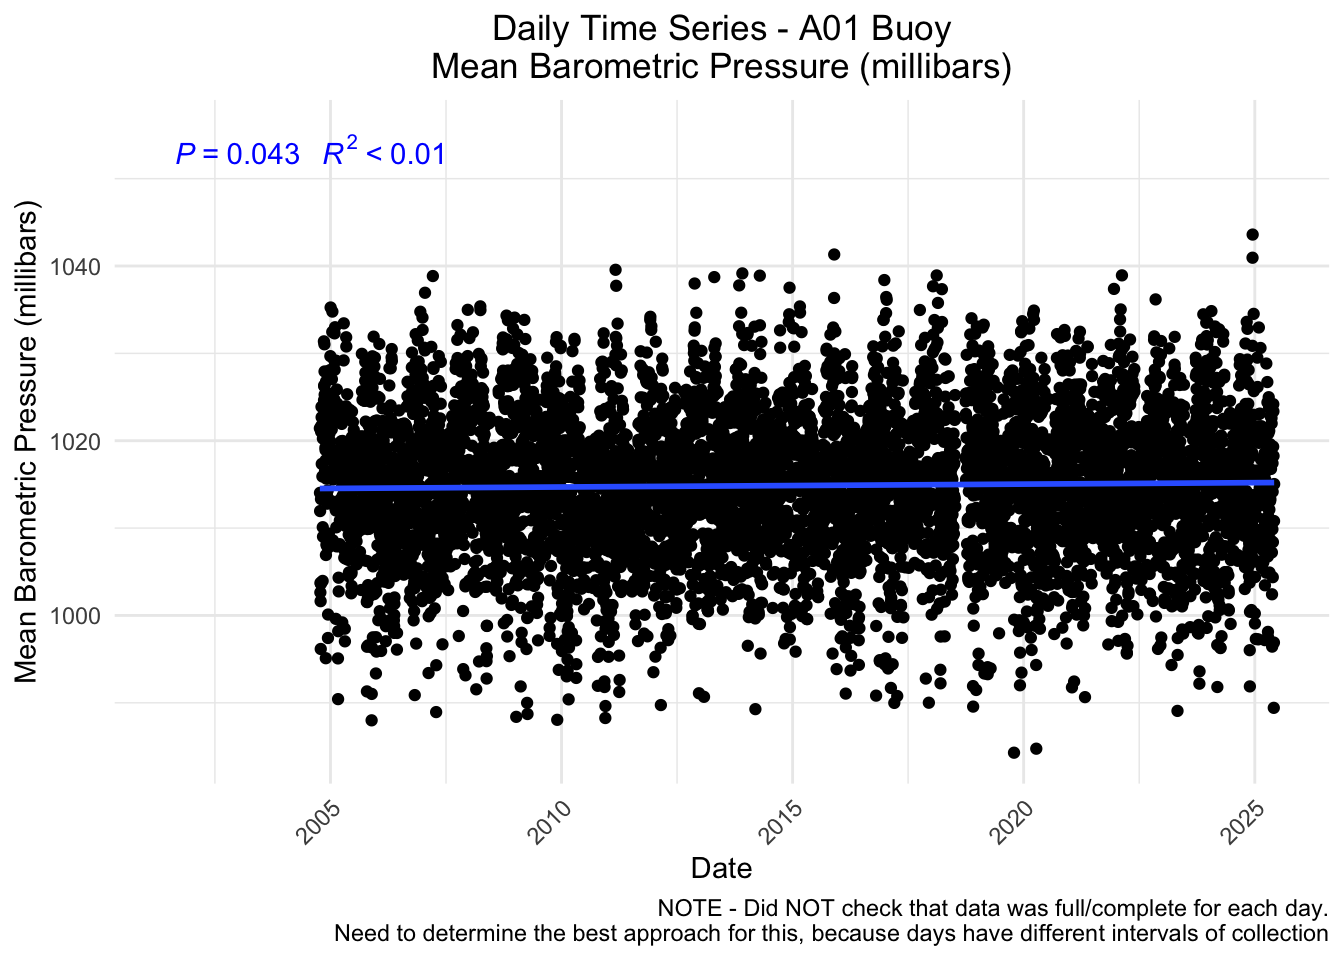 Daily Time Series - A01 Buoy
Mean Barometric Pressure (millibars)
P = 0.043 R² < 0.01
Mean Barometric Pressure (millibars)
1040
1020
1000
2005
2010
2015
2020
2025
Date
NOTE - Did NOT check that data was full/complete for each day.
Need to determine the best approach for this, because days have different intervals of collection